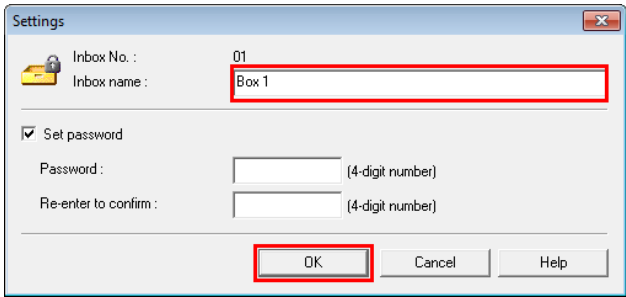 Settings
Inbox No. : 01
Inbox name : Box 1
Set password
Password : (4-digit number)
Re-enter to confirm : (4-digit number)
OK Cancel Help